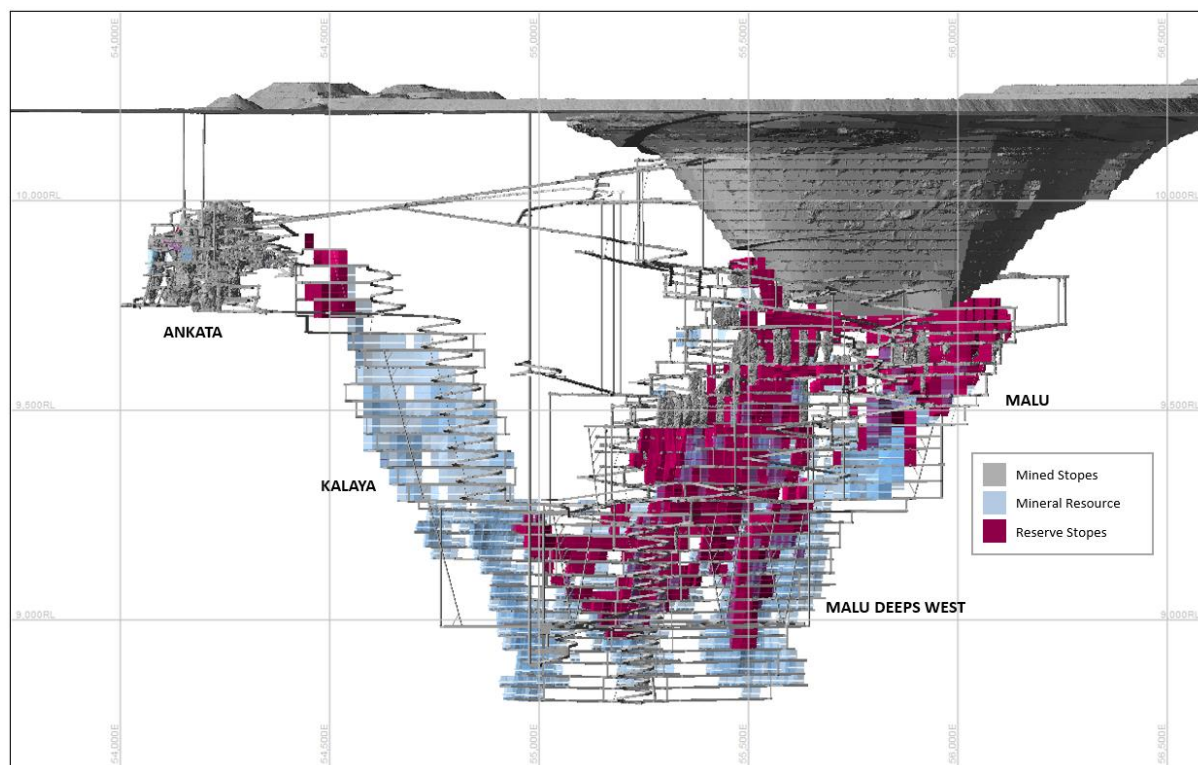 54,000E
54,500E
55,000E
55,500E
56,000E
56,500E
10,000RL
10,000RL
ANKATA
9,500RL
9,500RL
MALU
KALAYA
Mined Stopes
Mineral Resource
Reserve Stopes
MALU DEEPS WEST
9,000RL
9,000RL
54,000E
54,500E
55,000E
55,500E
56,000E
56,500E